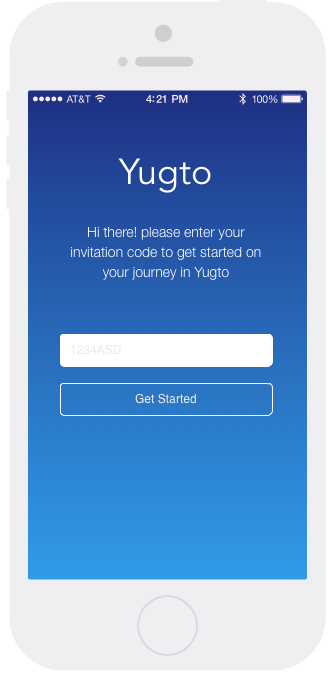 AT&T 4:21 PM 100%
Yugto
Hi there! please enter your
invitation code to get started on
your journey in Yugto
1234ASD
Get Started